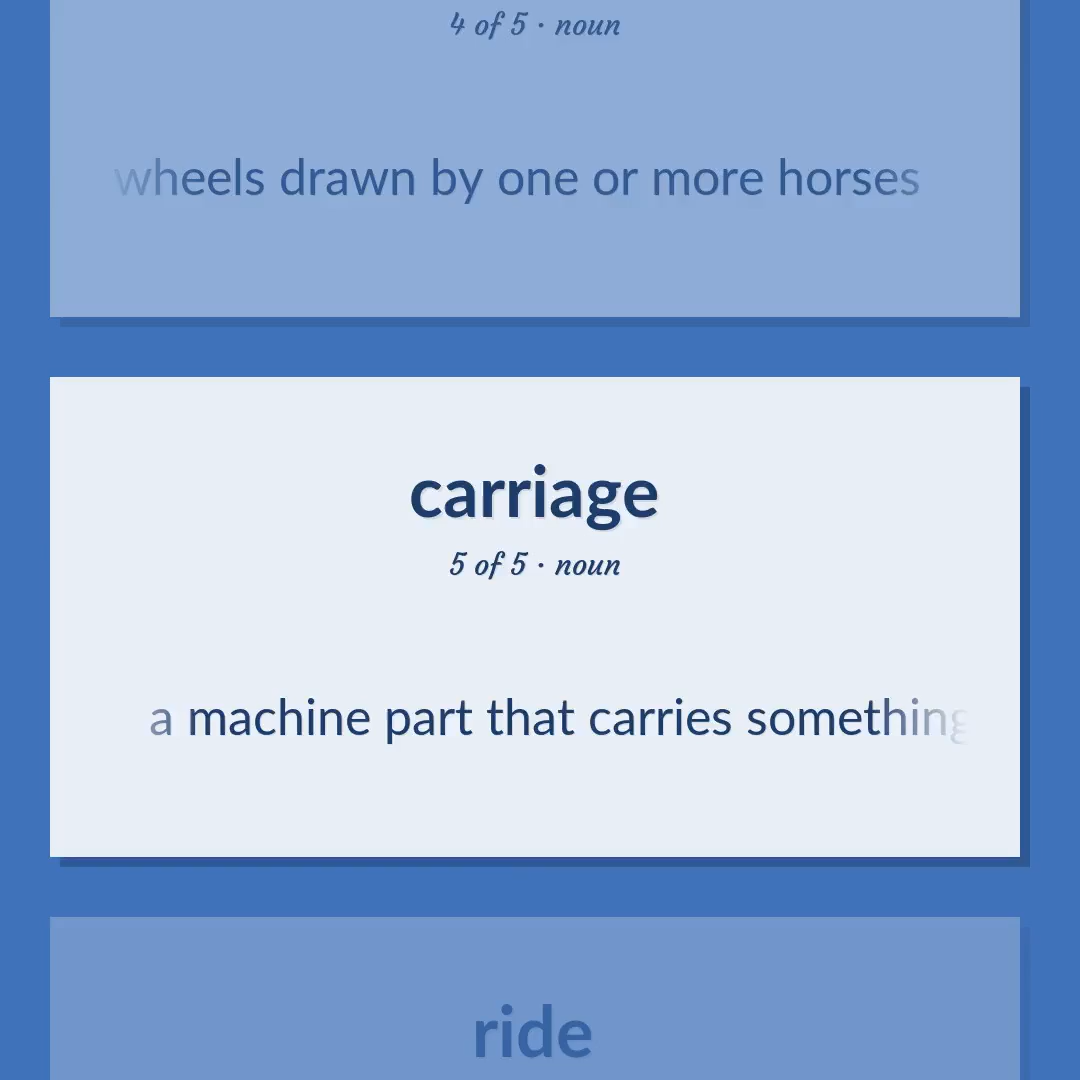 4 of 5 · noun
wheels drawn by one or more horses
carriage
5 of 5 · noun
a machine part that carries something
ride